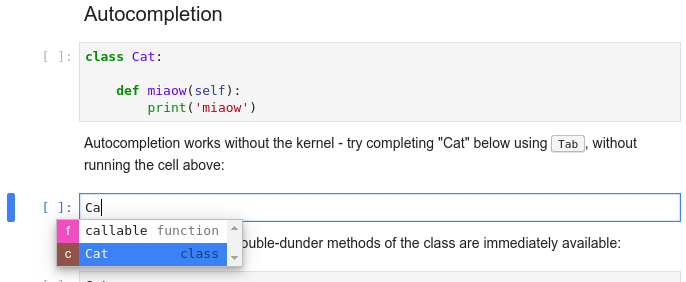 Autocompletion
[ ]: class Cat:
def miaow(self):
print('miaow')
Autocompletion works without the kernel - try completing "Cat" below using Tab, without
running the cell above:
[ ]: Ca
f callable function
c Cat class
ouble-dunder methods of the class are immediately available:
[ ]: